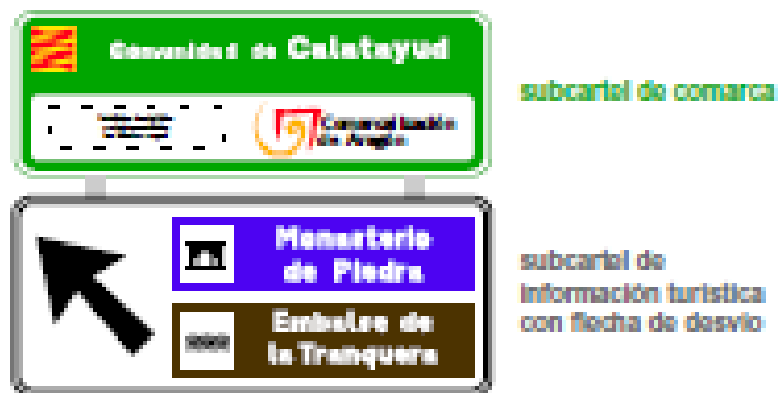 Comunidad de Calatayud
subcartel de comarca
Comarcalización
de Aragón
Monasterio
de Piedra
Embalse de
la Tranquera
subcartel de
información turística
con flecha de desvío